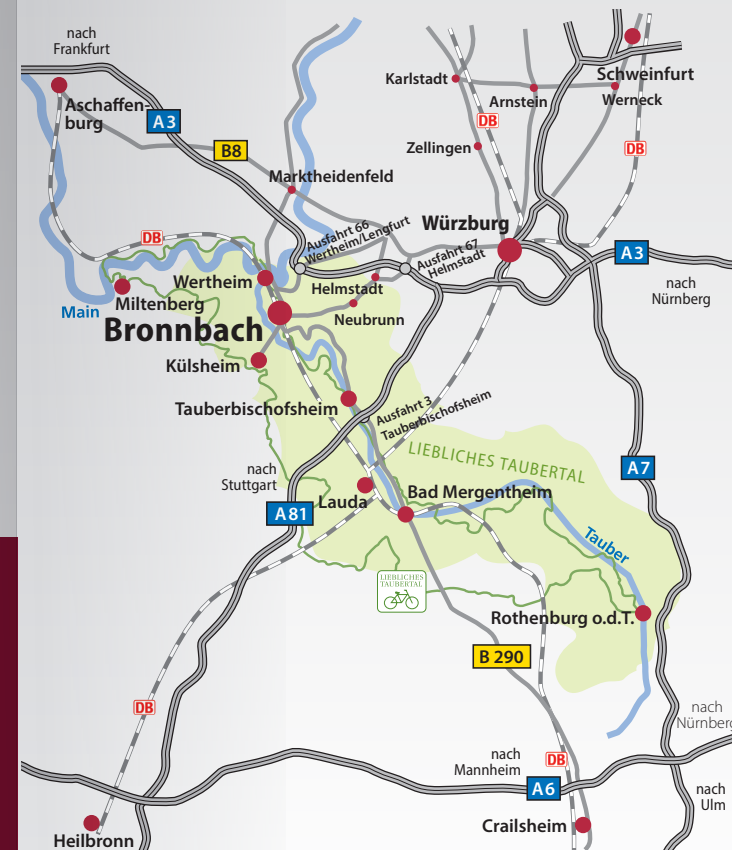 nach
Frankfurt
Aschaffen-
burg
A3
B8
DB
Karlstadt
Arnstein
Schweinfurt
Werneck
DB
DB
Zellingen
Marktheidenfeld
Würzburg
Ausfahrt 66
Wertheim/Lengfurt
Ausfahrt 67
Helmstadt
A3
nach
Nürnberg
Main
Miltenberg
Wertheim
Helmstadt
Neubrunn
Bronnbach
Külsheim
Tauberbischofsheim
Ausfahrt 3
Tauberbischofsheim
LIEBLICHES TAUBERTAL
nach
Stuttgart
A81
Lauda
Bad Mergentheim
A7
Tauber
LIEBLICHES
TAUBERTAL
Rothenburg o.d.T.
B 290
DB
nach
Nürnberg
nach
Mannheim
DB
A6
nach
Ulm
Crailsheim
Heilbronn